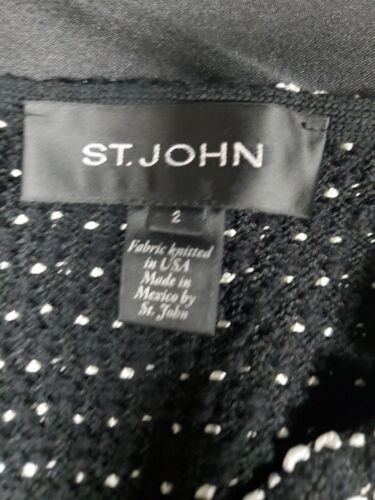 ST. JOHN
2
Fabric knitted
in USA
Made in
Mexico by
St. John